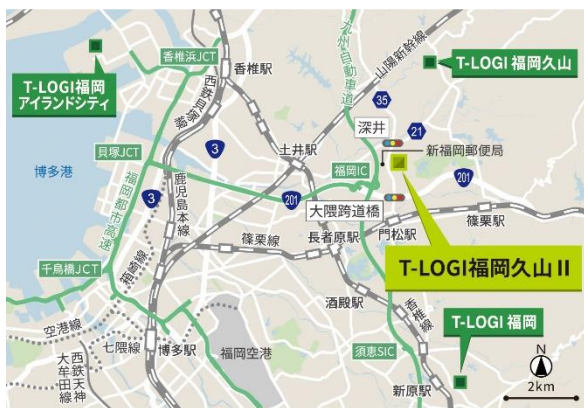 T-LOGI福岡
アイランドシティ
香椎浜JCT
香椎駅
西鉄貝塚線
九州自動車道
山陽新幹線
T-LOGI 福岡久山
35
深井
21
新福岡郵便局
博多港
貝塚JCT
3
土井駅
福岡IC
201
3
鹿児島本線
201
大隈跨道橋
福岡都市高速
篠栗線
長者原駅
門松駅
篠栗駅
千鳥橋JCT
箱崎線
T-LOGI福岡久山 II
酒殿駅
香椎線
空港線
七隈線
博多駅
福岡空港
須恵SIC
T-LOGI 福岡
西鉄天神
大牟田線
新原駅
N
2km